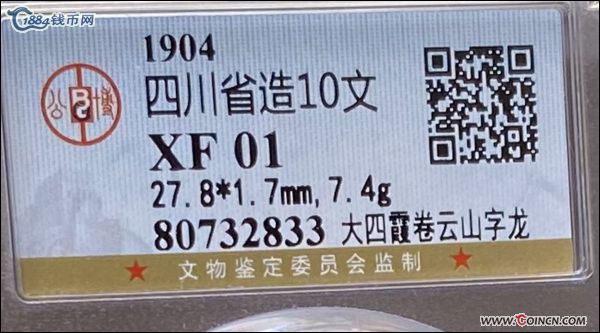 1884钱币网
1904
公博
四川省造10文
XF 01
27.8*1.7mm, 7.4g
80732833 大四霞卷云山字龙
★ 文物鉴定委员会监制 ★
WWW.COINCN.COM